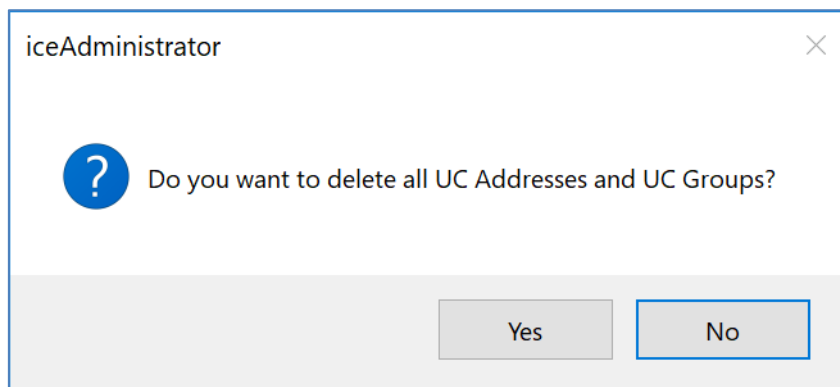 iceAdministrator
Do you want to delete all UC Addresses and UC Groups?
Yes No